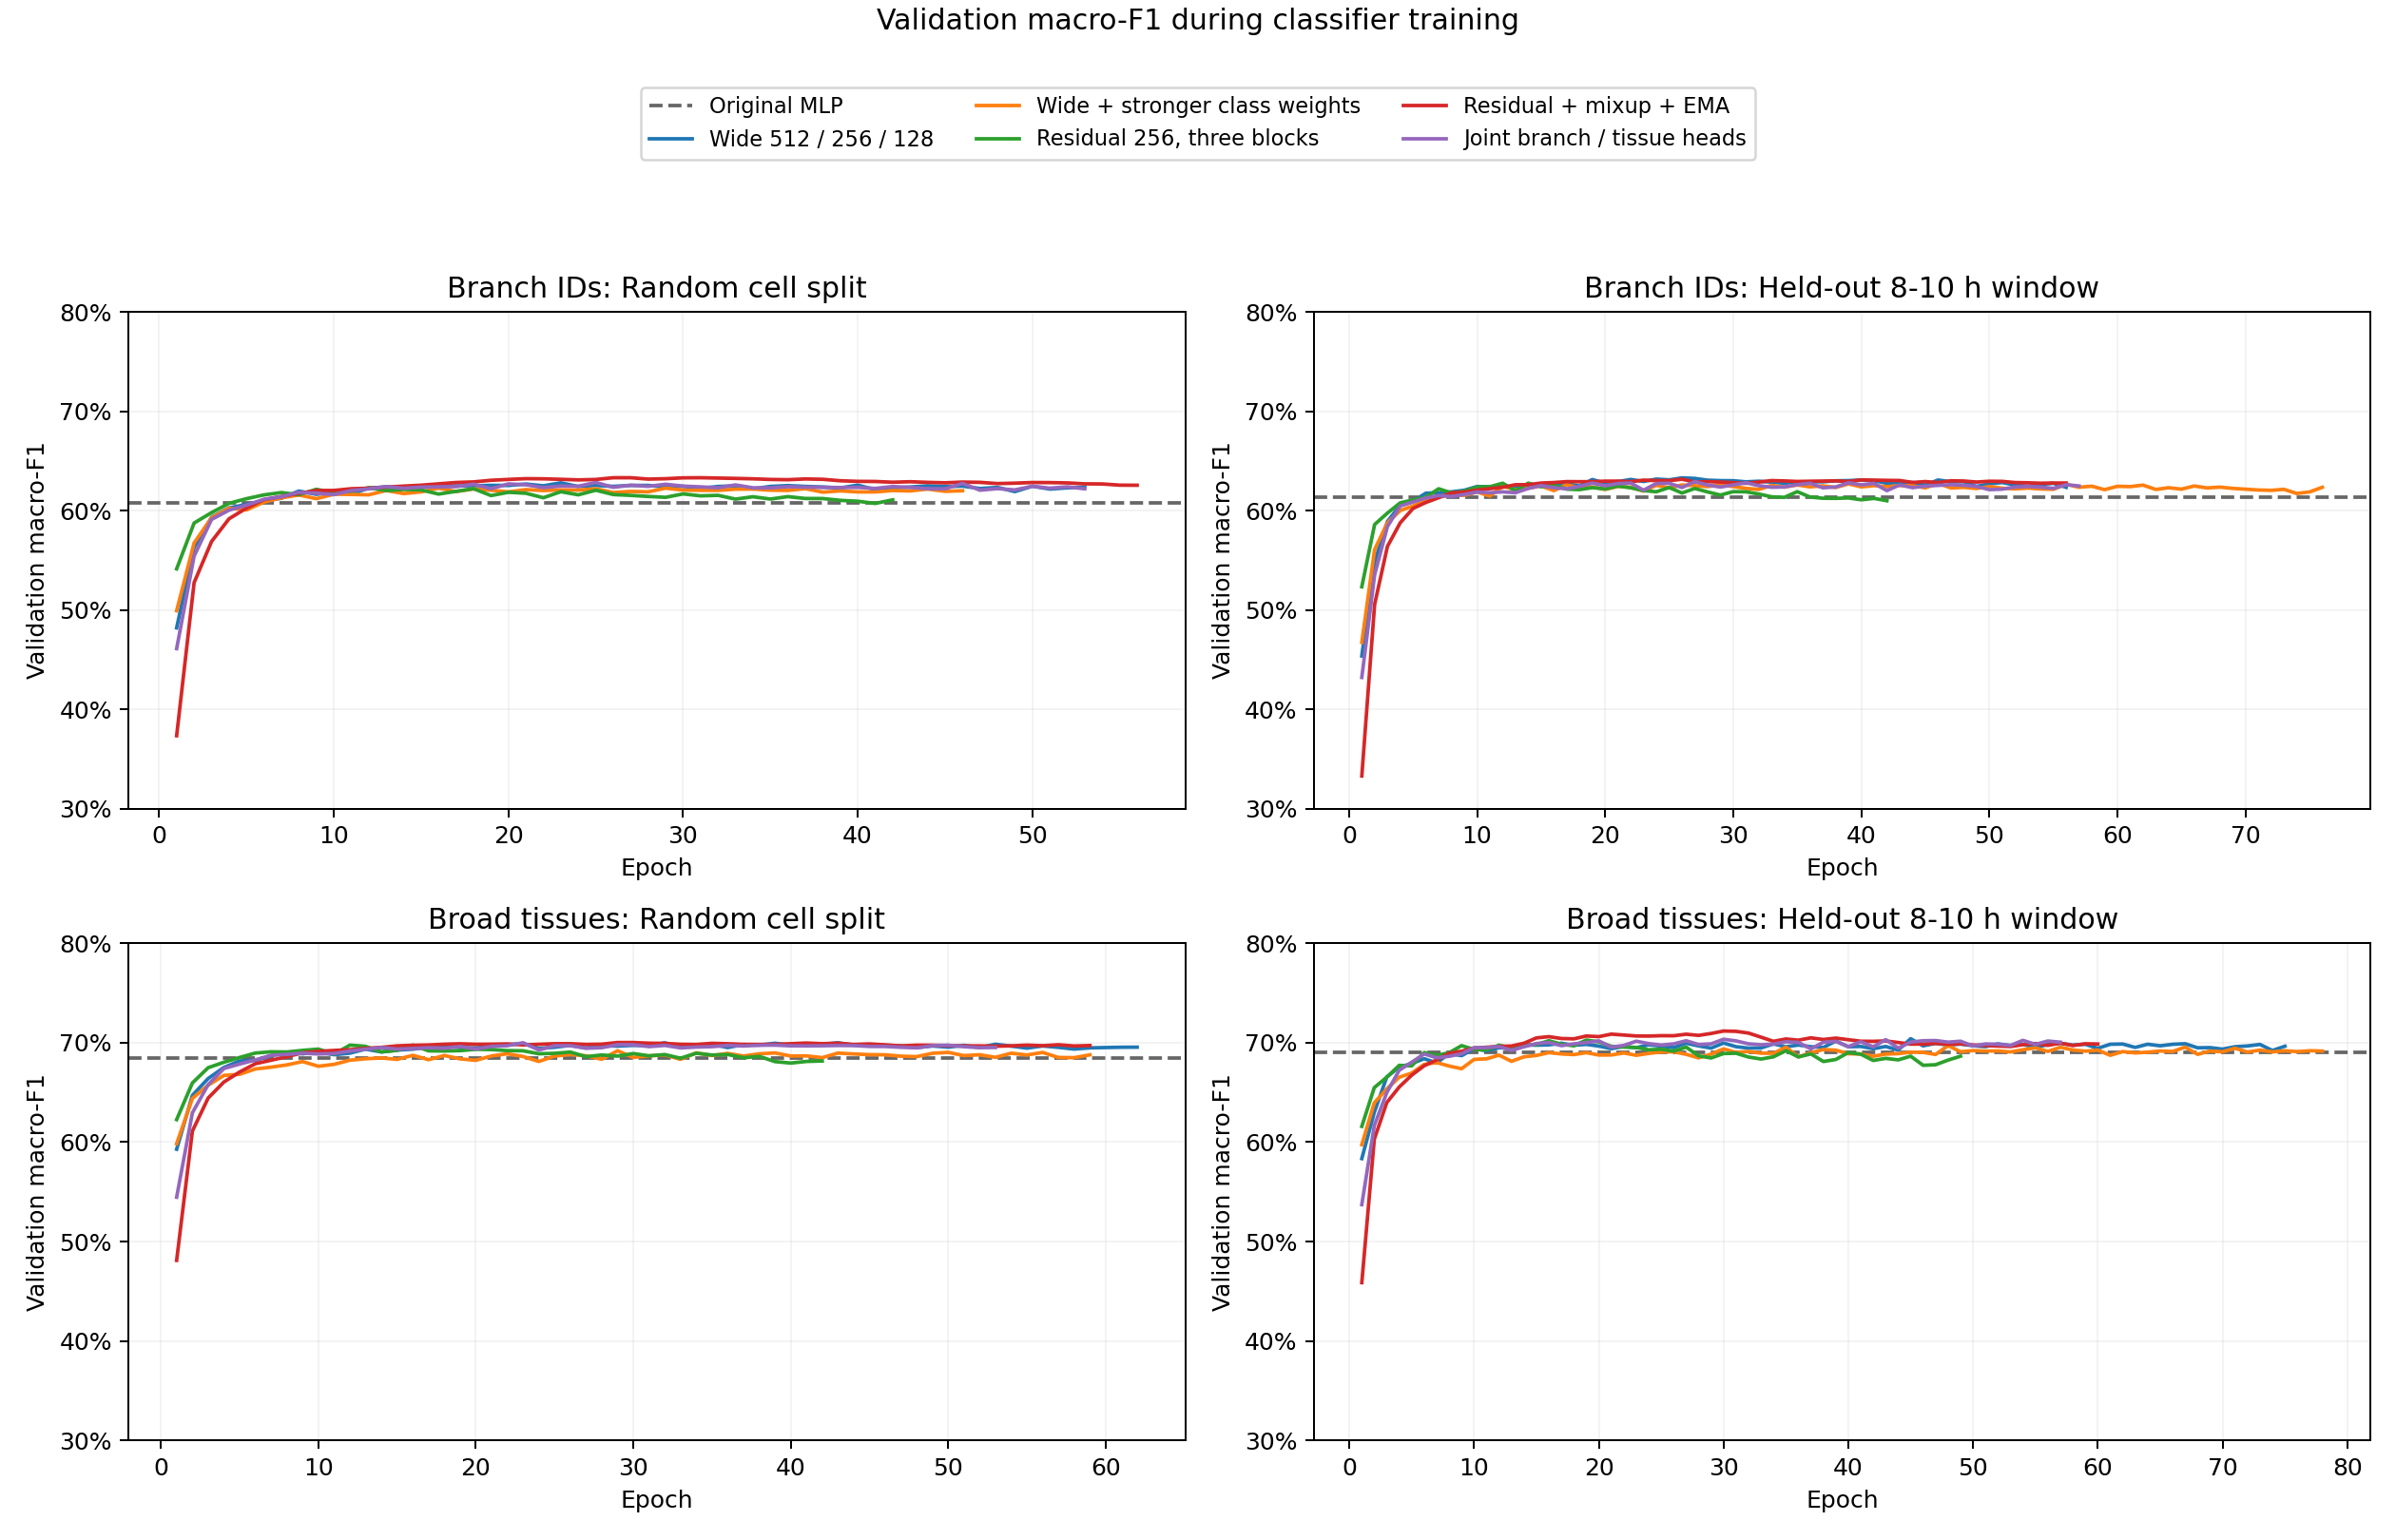 Validation macro-F1 during classifier training
Original MLP
Wide 512 / 256 / 128
Wide + stronger class weights
Residual 256, three blocks
Residual + mixup + EMA
Joint branch / tissue heads
Branch IDs: Random cell split
80%
70%
60%
50%
40%
30%
Validation macro-F1
0 10 20 30 40 50
Epoch
Branch IDs: Held-out 8-10 h window
80%
70%
60%
50%
40%
30%
Validation macro-F1
0 10 20 30 40 50 60 70
Epoch
Broad tissues: Random cell split
80%
70%
60%
50%
40%
30%
Validation macro-F1
0 10 20 30 40 50 60
Epoch
Broad tissues: Held-out 8-10 h window
80%
70%
60%
50%
40%
30%
Validation macro-F1
0 10 20 30 40 50 60 70 80
Epoch